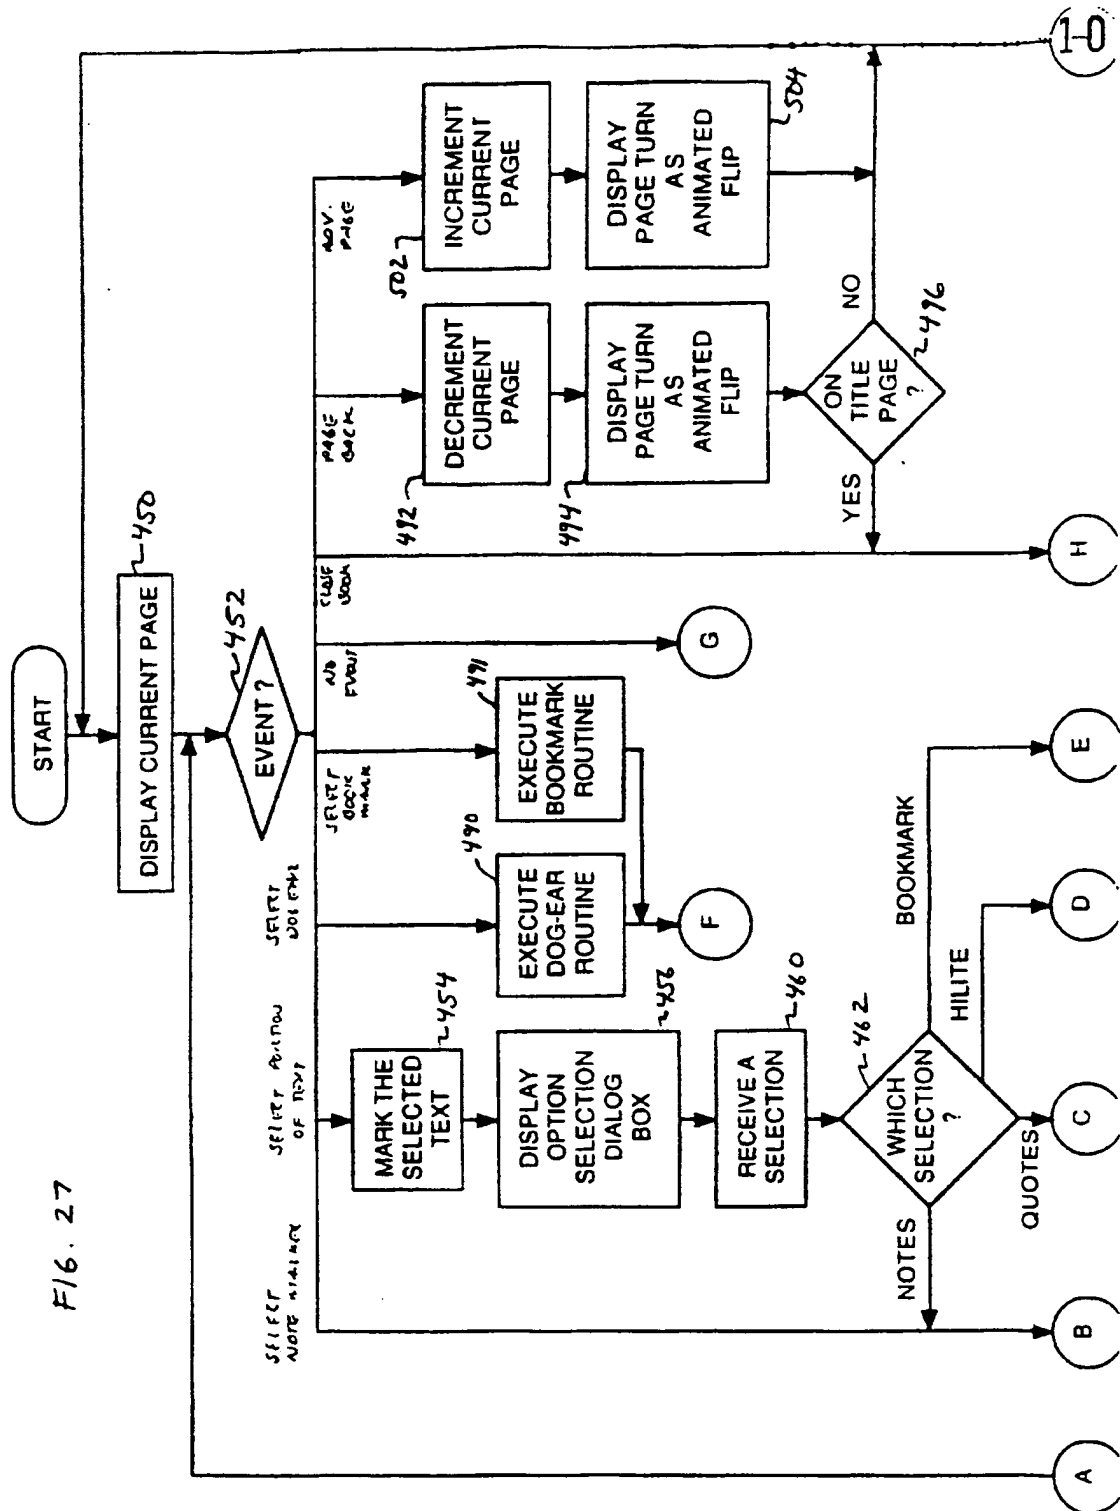 FIG. 27
START
DISPLAY CURRENT PAGE
450
EVENT ?
452
SELECT
NOTE MARKER
SELECT PORTION
OF TEXT
SELECT
DOG EAR
SELECT
BOOK
MARK
NO
EVENT
CLOSE
BOOK
PAGE
BACK
ADV.
PAGE
MARK THE
SELECTED
TEXT
454
DISPLAY
OPTION
SELECTION
DIALOG
BOX
456
RECEIVE A
SELECTION
460
WHICH
SELECTION
?
462
NOTES
QUOTES
HILITE
BOOKMARK
490
EXECUTE
DOG-EAR
ROUTINE
491
EXECUTE
BOOKMARK
ROUTINE
F
G
492
DECREMENT
CURRENT
PAGE
494
DISPLAY
PAGE TURN
AS
ANIMATED
FLIP
ON
TITLE
PAGE
?
496
YES
NO
502
INCREMENT
CURRENT
PAGE
DISPLAY
PAGE TURN
AS
ANIMATED
FLIP
504
A
B
C
D
E
H
1-0